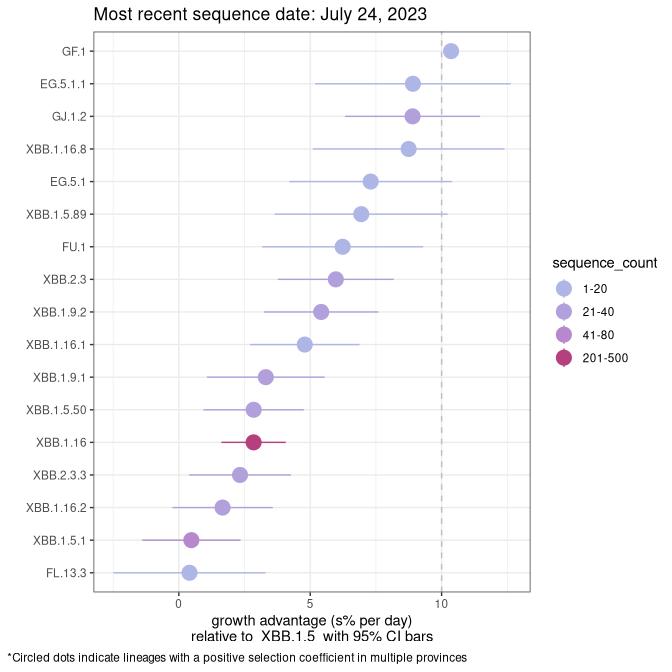 Most recent sequence date: July 24, 2023
GF.1
EG.5.1.1
GJ.1.2
XBB.1.16.8
EG.5.1
XBB.1.5.89
FU.1
XBB.2.3
XBB.1.9.2
XBB.1.16.1
XBB.1.9.1
XBB.1.5.50
XBB.1.16
XBB.2.3.3
XBB.1.16.2
XBB.1.5.1
FL.13.3
sequence_count
1-20
21-40
41-80
201-500
0 5 10
growth advantage (s% per day)
relative to XBB.1.5 with 95% CI bars
*Circled dots indicate lineages with a positive selection coefficient in multiple provinces